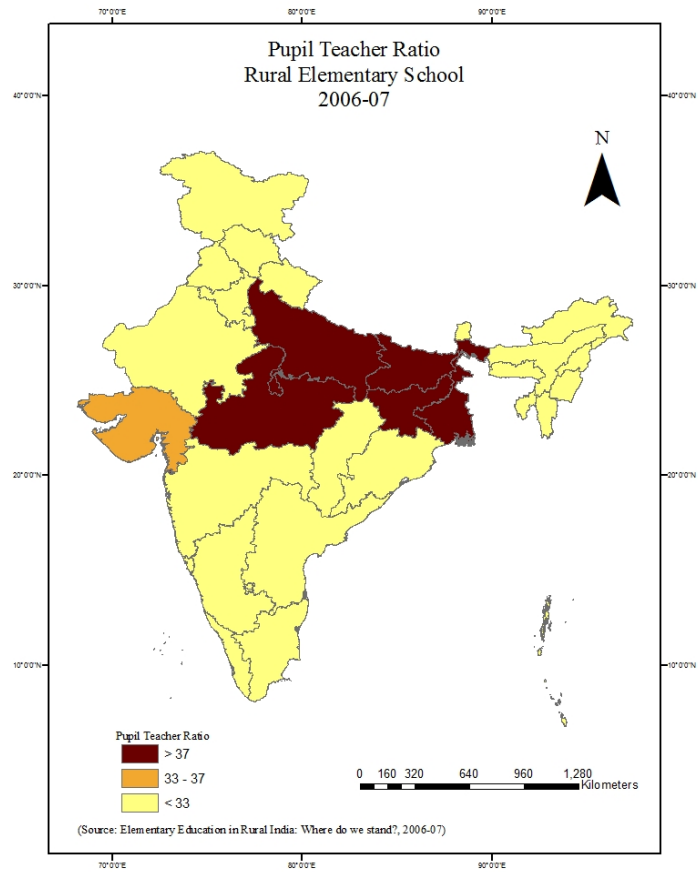 70°0'0"E 80°0'0"E 90°0'0"E
Pupil Teacher Ratio
Rural Elementary School
2006-07
40°0'0"N 40°0'0"N
N
30°0'0"N 30°0'0"N
20°0'0"N 20°0'0"N
10°0'0"N 10°0'0"N
Pupil Teacher Ratio
> 37
33 - 37
< 33
0 160 320 640 960 1,280
Kilometers
(Source: Elementary Education in Rural India: Where do we stand?, 2006-07)
70°0'0"E 80°0'0"E 90°0'0"E